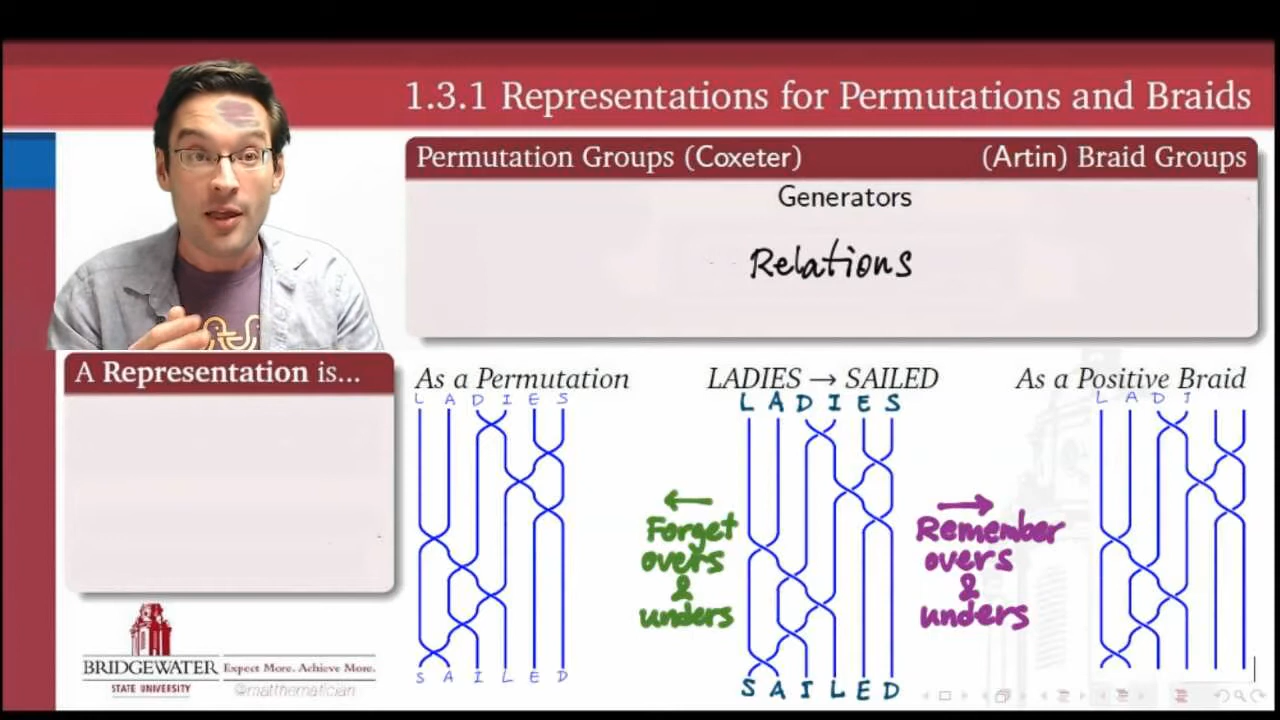 1.3.1 Representations for Permutations and Braids
Permutation Groups (Coxeter) (Artin) Braid Groups
Generators
Relations
A Representation is...
As a Permutation
L A D I E S
S A I L E D
LADIES → SAILED
L A D I E S
Forget
overs
&
unders
Remember
overs
&
unders
S A I L E D
As a Positive Braid
L A D I
BRIDGEWATER
STATE UNIVERSITY
Expect More. Achieve More.
@matthematician